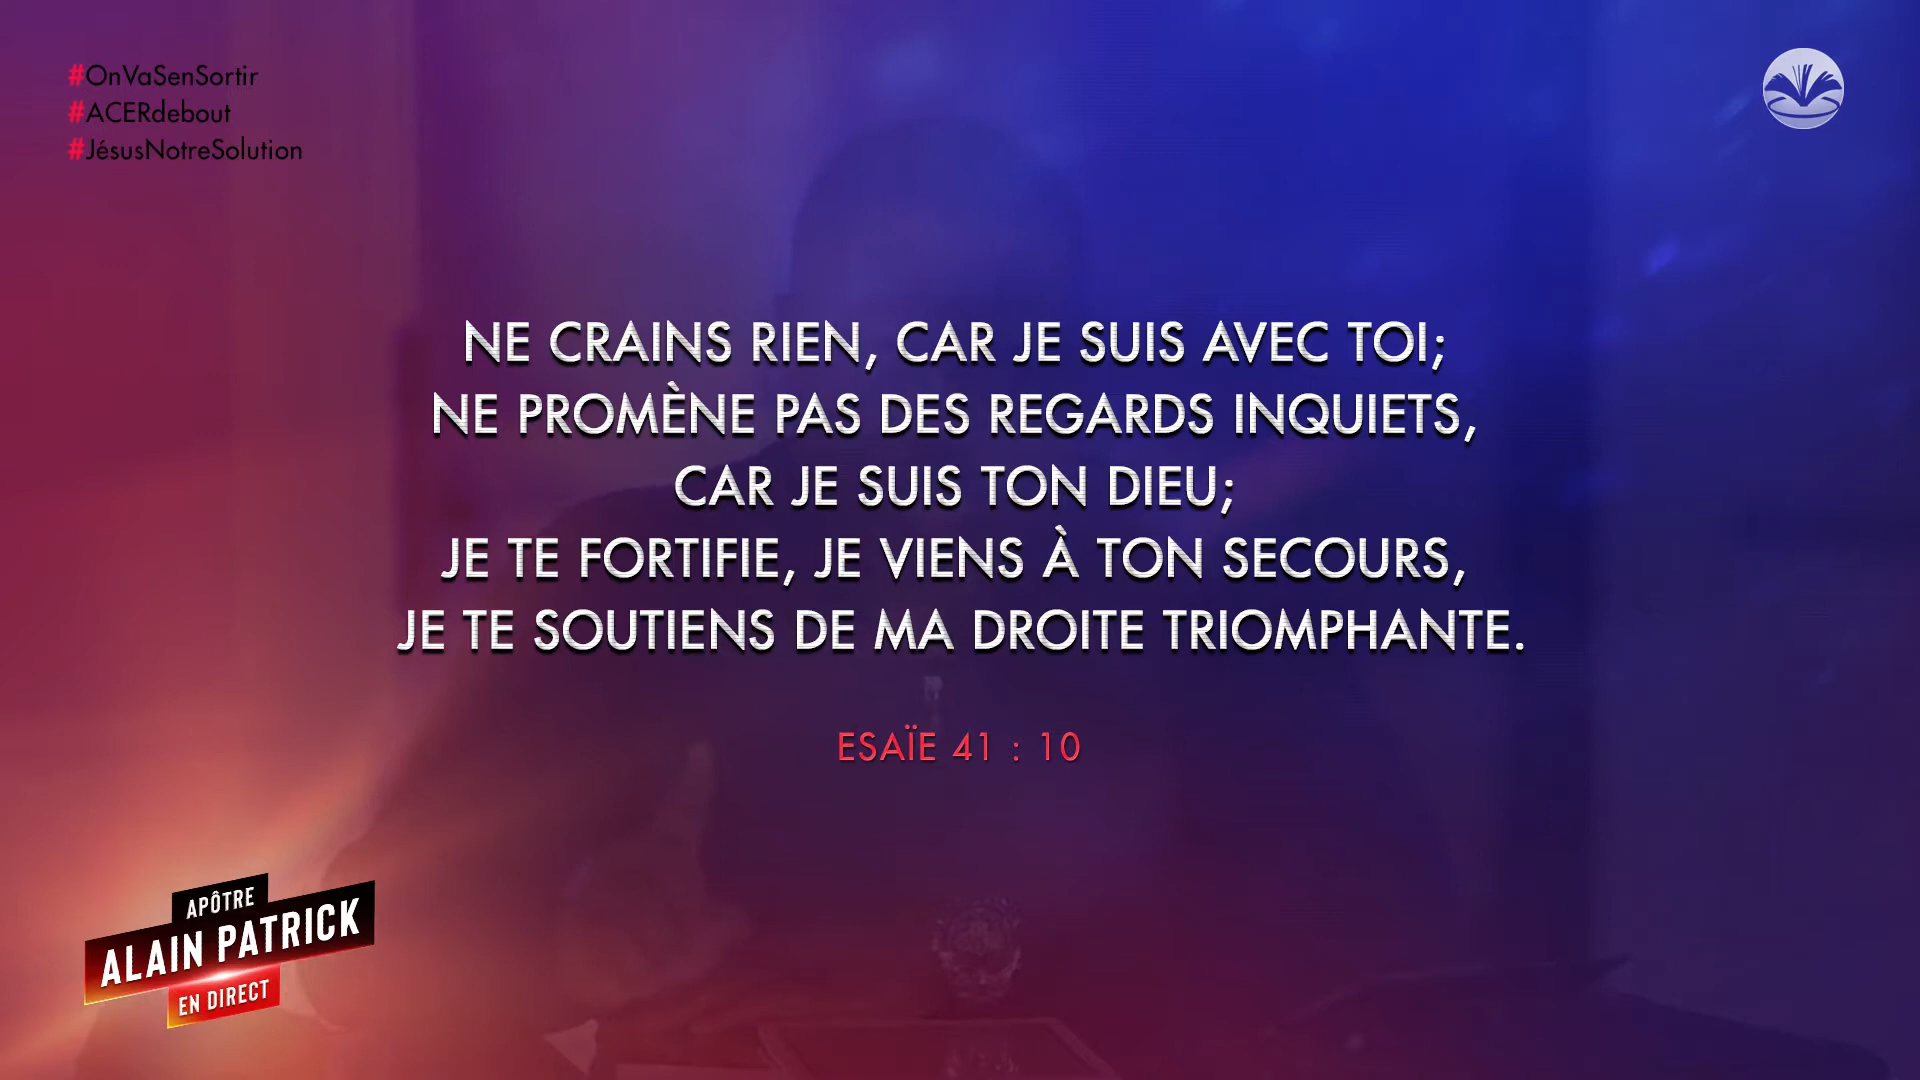 #OnVaSenSortir
#ACERdebout
#JésusNotreSolution
NE CRAINS RIEN, CAR JE SUIS AVEC TOI;
NE PROMÈNE PAS DES REGARDS INQUIETS,
CAR JE SUIS TON DIEU;
JE TE FORTIFIE, JE VIENS À TON SECOURS,
JE TE SOUTIENS DE MA DROITE TRIOMPHANTE.
ESAÏE 41 : 10
APÔTRE
ALAIN PATRICK
EN DIRECT